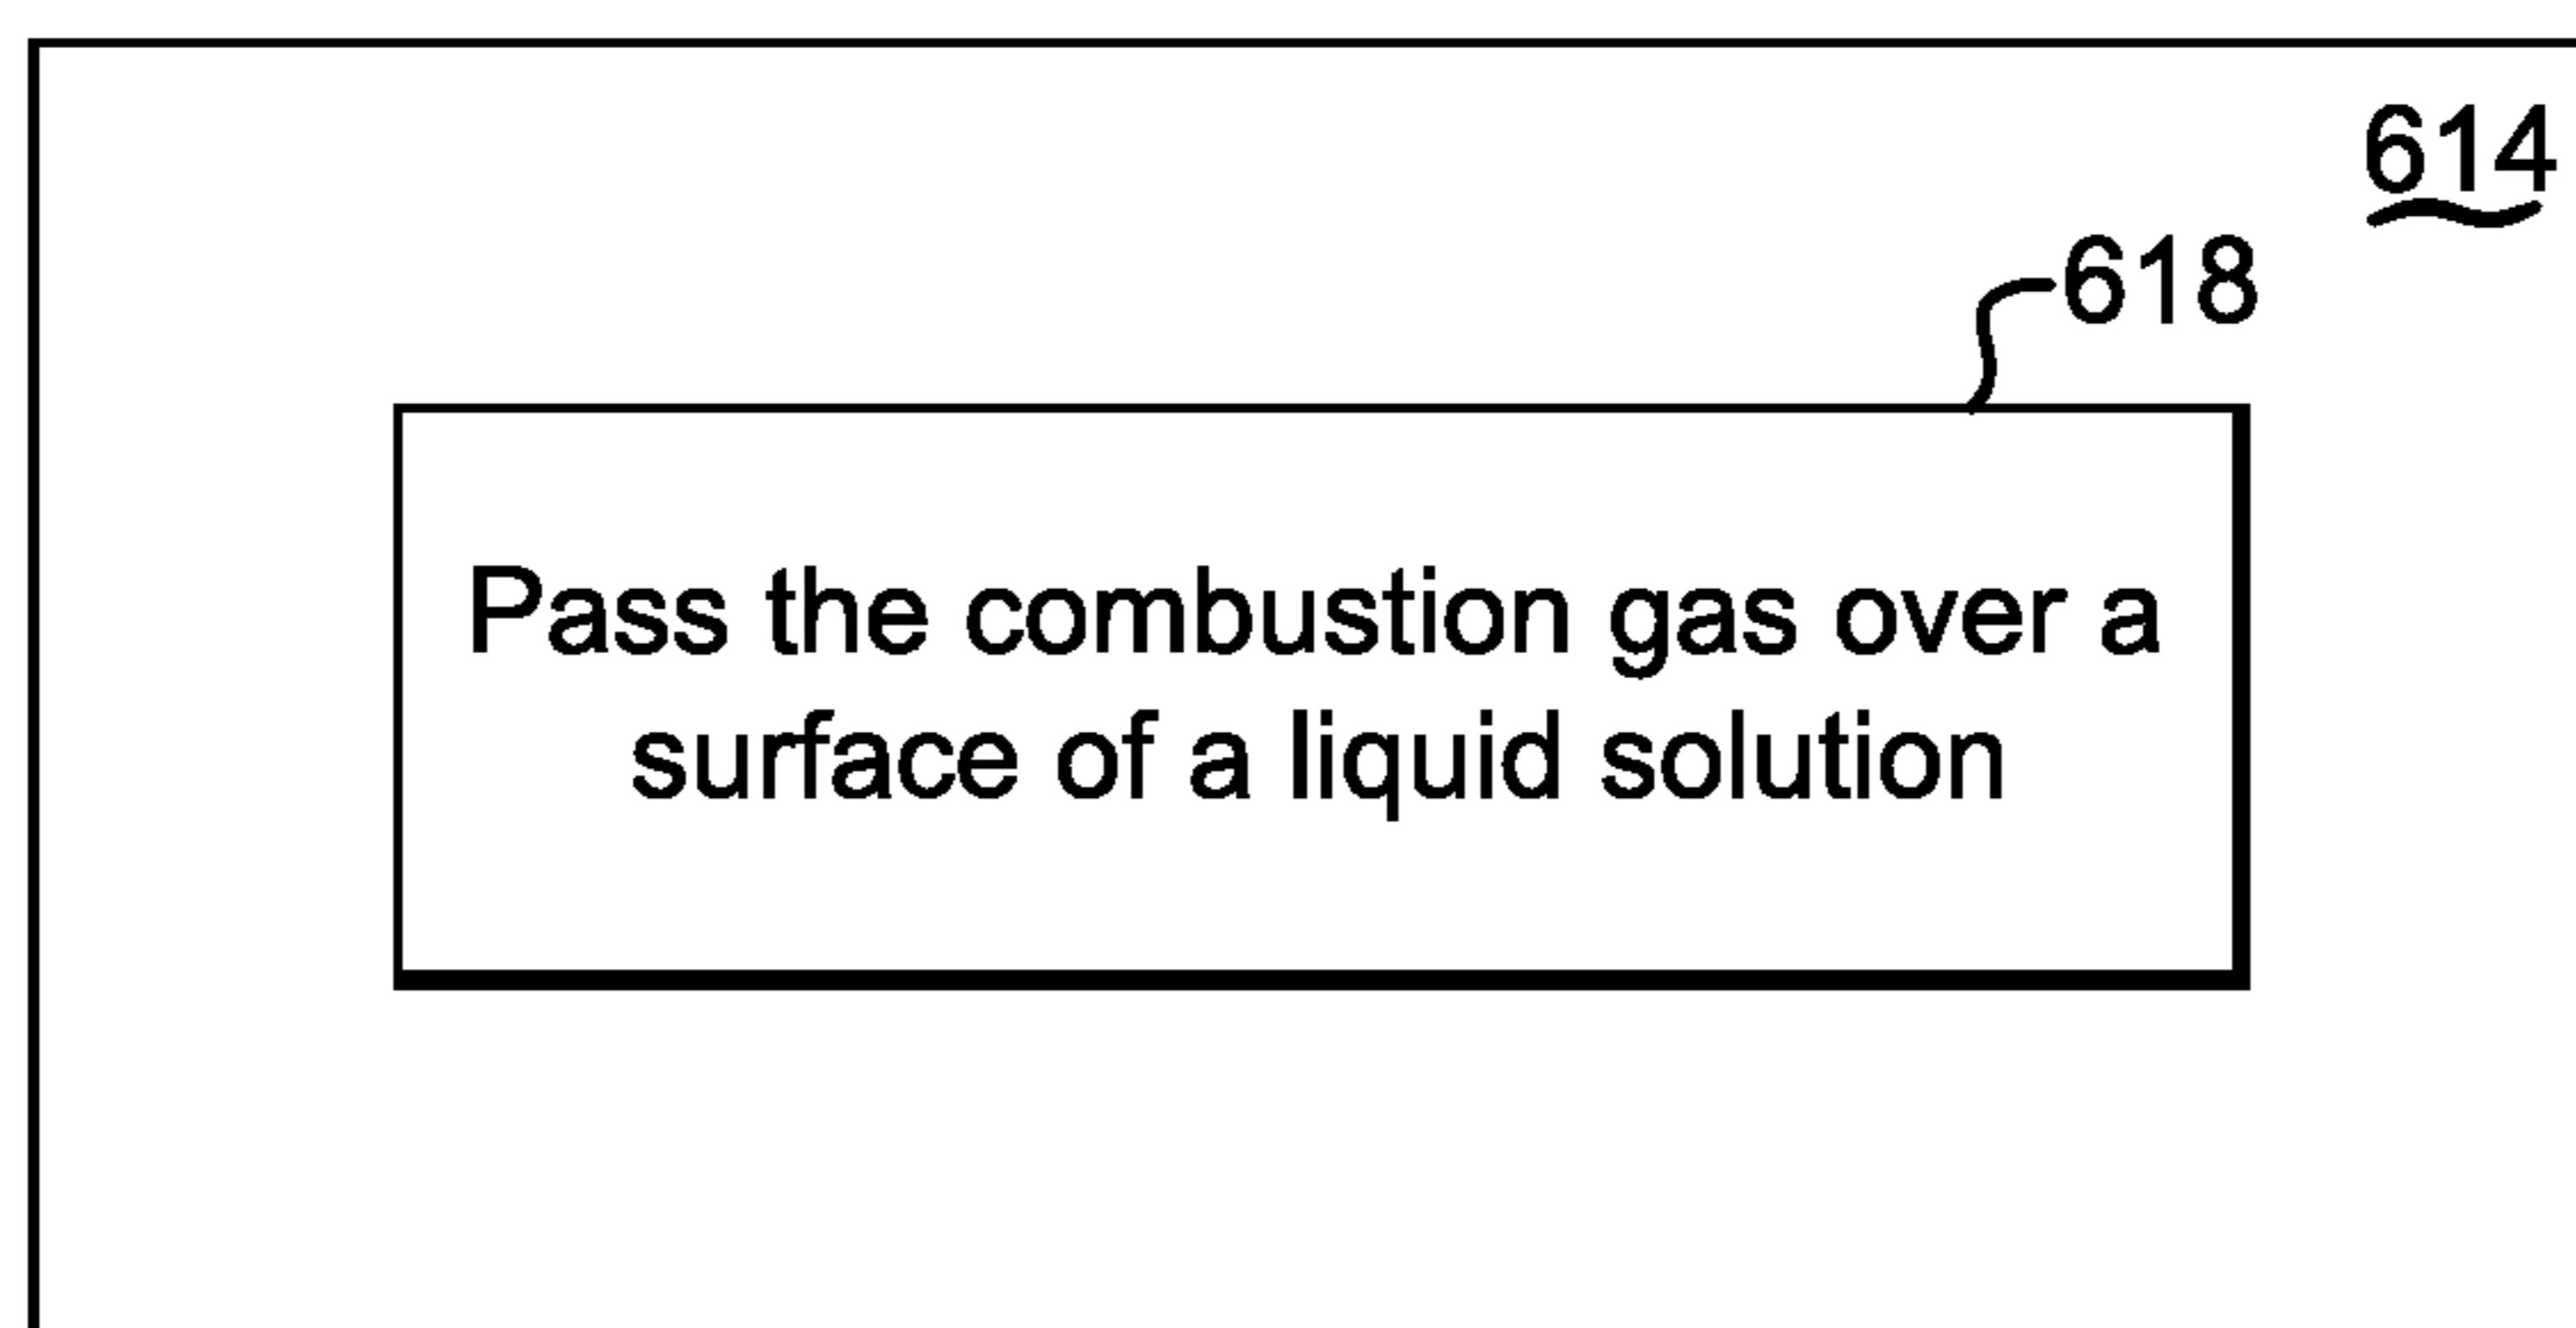 614
618
Pass the combustion gas over a
surface of a liquid solution